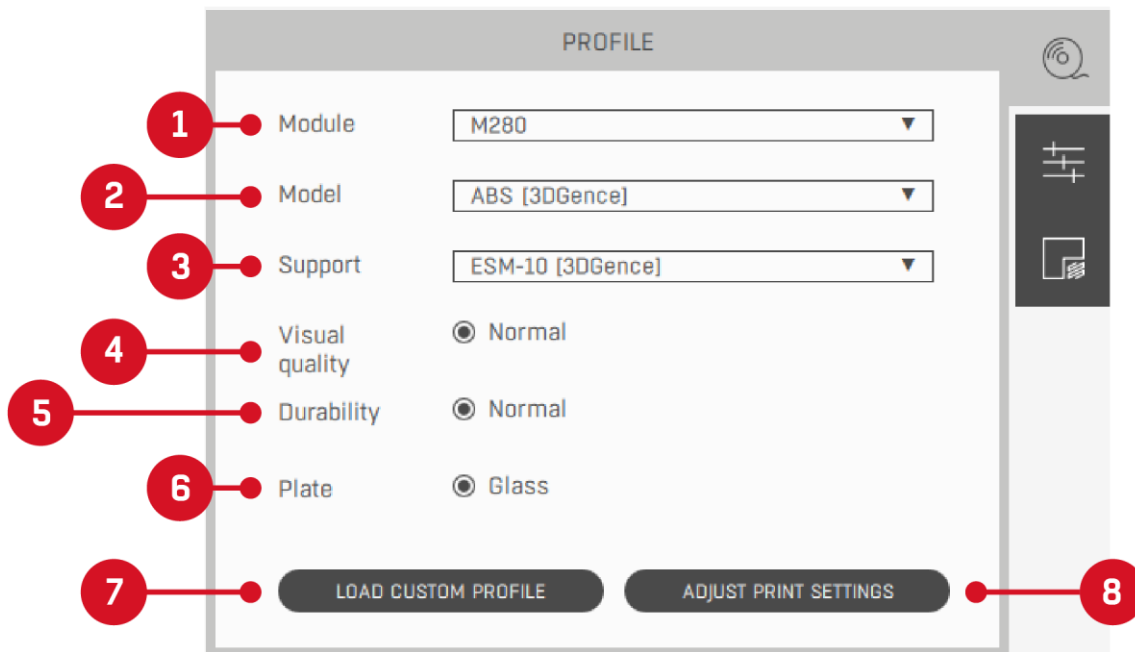 PROFILE
1 Module M280 ▼
2 Model ABS [3DGence] ▼
3 Support ESM-10 [3DGence] ▼
4 Visual Normal
quality
5 Durability Normal
6 Plate Glass
7 LOAD CUSTOM PROFILE ADJUST PRINT SETTINGS 8